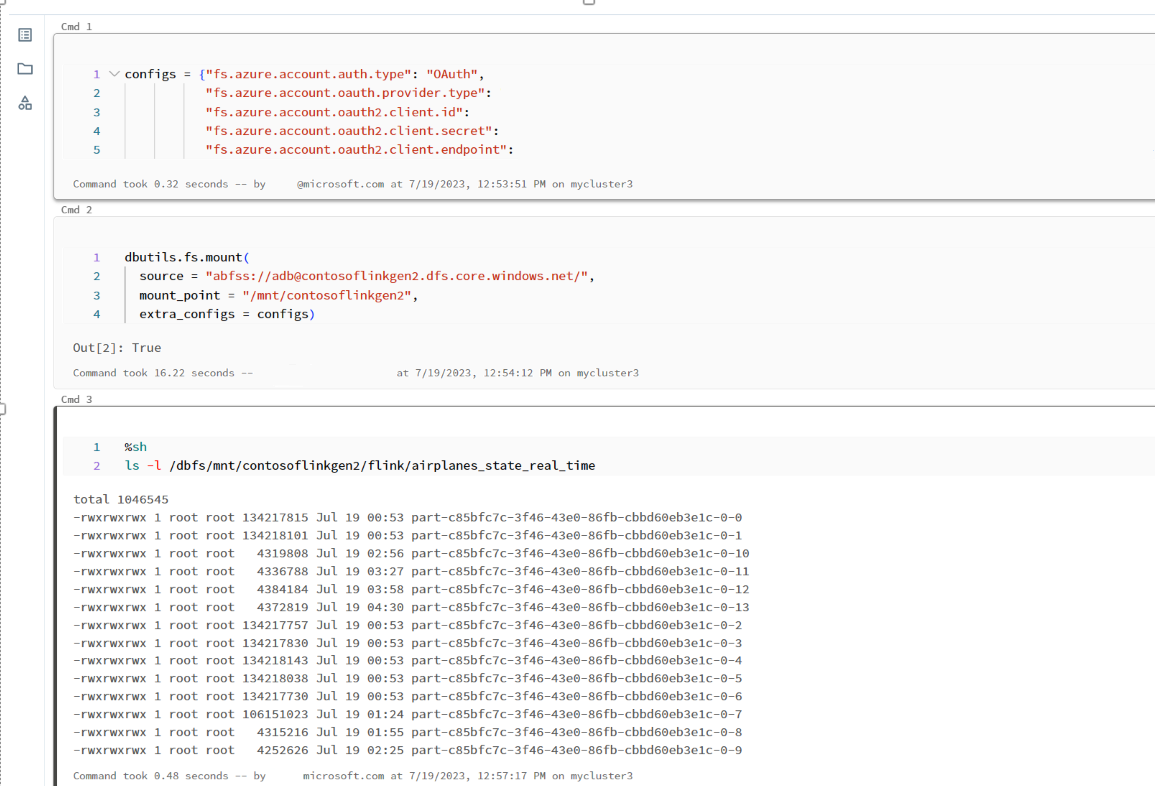 Cmd 1
1 configs = {"fs.azure.account.auth.type": "OAuth",
2 "fs.azure.account.oauth.provider.type":
3 "fs.azure.account.oauth2.client.id":
4 "fs.azure.account.oauth2.client.secret":
5 "fs.azure.account.oauth2.client.endpoint":
Command took 0.32 seconds -- by @microsoft.com at 7/19/2023, 12:53:51 PM on mycluster3
Cmd 2
1 dbutils.fs.mount(
2 source = "abfss://adb@contosoflinkgen2.dfs.core.windows.net/",
3 mount_point = "/mnt/contosoflinkgen2",
4 extra_configs = configs)
Out[2]: True
Command took 16.22 seconds -- at 7/19/2023, 12:54:12 PM on mycluster3
Cmd 3
1 %sh
2 ls -l /dbfs/mnt/contosoflinkgen2/flink/airplanes_state_real_time
total 1046545
-rwxrwxrwx 1 root root 134217815 Jul 19 00:53 part-c85bfc7c-3f46-43e0-86fb-cbbd60eb3e1c-0-0
-rwxrwxrwx 1 root root 134218101 Jul 19 00:53 part-c85bfc7c-3f46-43e0-86fb-cbbd60eb3e1c-0-1
-rwxrwxrwx 1 root root 4319808 Jul 19 02:56 part-c85bfc7c-3f46-43e0-86fb-cbbd60eb3e1c-0-10
-rwxrwxrwx 1 root root 4336788 Jul 19 03:27 part-c85bfc7c-3f46-43e0-86fb-cbbd60eb3e1c-0-11
-rwxrwxrwx 1 root root 4384184 Jul 19 03:58 part-c85bfc7c-3f46-43e0-86fb-cbbd60eb3e1c-0-12
-rwxrwxrwx 1 root root 4372819 Jul 19 04:30 part-c85bfc7c-3f46-43e0-86fb-cbbd60eb3e1c-0-13
-rwxrwxrwx 1 root root 134217757 Jul 19 00:53 part-c85bfc7c-3f46-43e0-86fb-cbbd60eb3e1c-0-2
-rwxrwxrwx 1 root root 134217830 Jul 19 00:53 part-c85bfc7c-3f46-43e0-86fb-cbbd60eb3e1c-0-3
-rwxrwxrwx 1 root root 134218143 Jul 19 00:53 part-c85bfc7c-3f46-43e0-86fb-cbbd60eb3e1c-0-4
-rwxrwxrwx 1 root root 134218038 Jul 19 00:53 part-c85bfc7c-3f46-43e0-86fb-cbbd60eb3e1c-0-5
-rwxrwxrwx 1 root root 134217730 Jul 19 00:53 part-c85bfc7c-3f46-43e0-86fb-cbbd60eb3e1c-0-6
-rwxrwxrwx 1 root root 106151023 Jul 19 01:24 part-c85bfc7c-3f46-43e0-86fb-cbbd60eb3e1c-0-7
-rwxrwxrwx 1 root root 4315216 Jul 19 01:55 part-c85bfc7c-3f46-43e0-86fb-cbbd60eb3e1c-0-8
-rwxrwxrwx 1 root root 4252626 Jul 19 02:25 part-c85bfc7c-3f46-43e0-86fb-cbbd60eb3e1c-0-9
Command took 0.48 seconds -- by microsoft.com at 7/19/2023, 12:57:17 PM on mycluster3